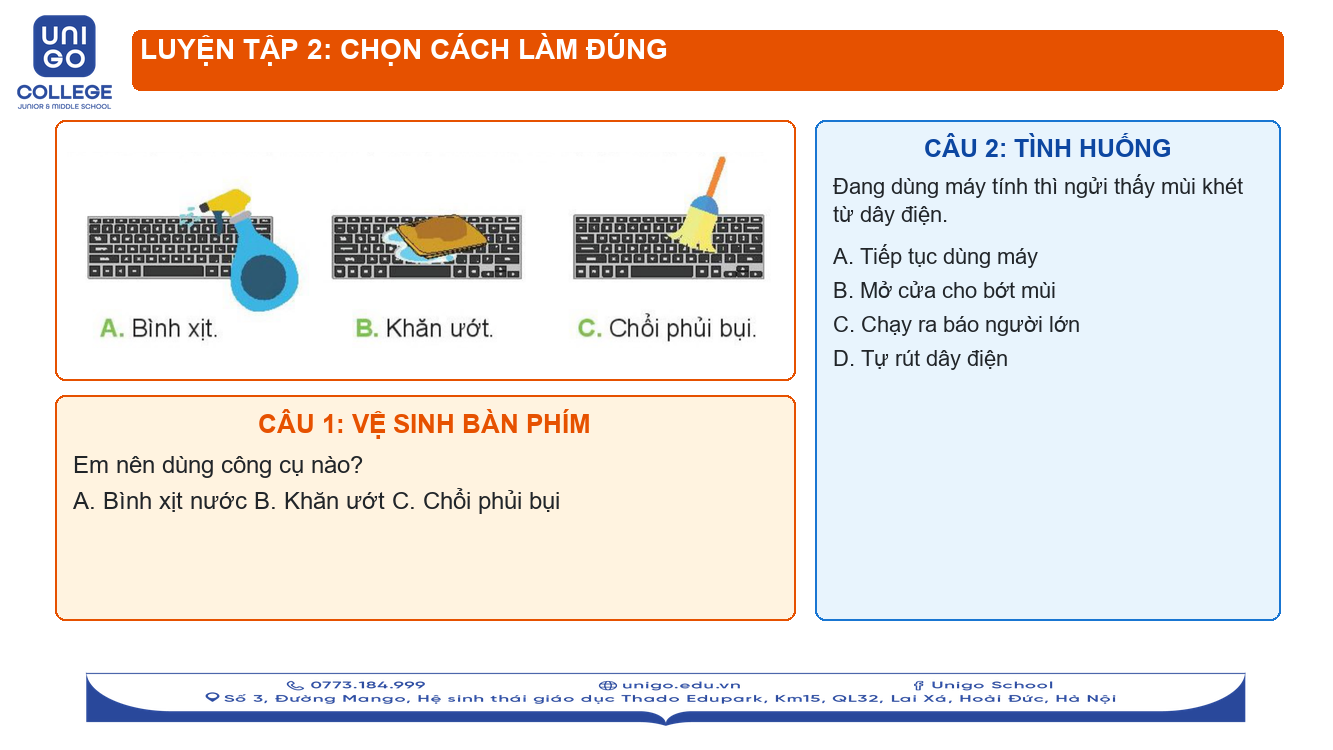 UNI
GO
COLLEGE
JUNIOR & MIDDLE SCHOOL
LUYỆN TẬP 2: CHỌN CÁCH LÀM ĐÚNG
A. Bình xịt.
B. Khăn ướt.
C. Chổi phủi bụi.
CÂU 1: VỆ SINH BÀN PHÍM
Em nên dùng công cụ nào?
A. Bình xịt nước B. Khăn ướt C. Chổi phủi bụi
CÂU 2: TÌNH HUỐNG
Đang dùng máy tính thì ngửi thấy mùi khét
từ dây điện.
A. Tiếp tục dùng máy
B. Mở cửa cho bớt mùi
C. Chạy ra báo người lớn
D. Tự rút dây điện
0773.184.999
unigo.edu.vn
Unigo School
Số 3, Đường Mango, Hệ sinh thái giáo dục Thado Edupark, Km15, QL32, Lai Xá, Hoài Đức, Hà Nội